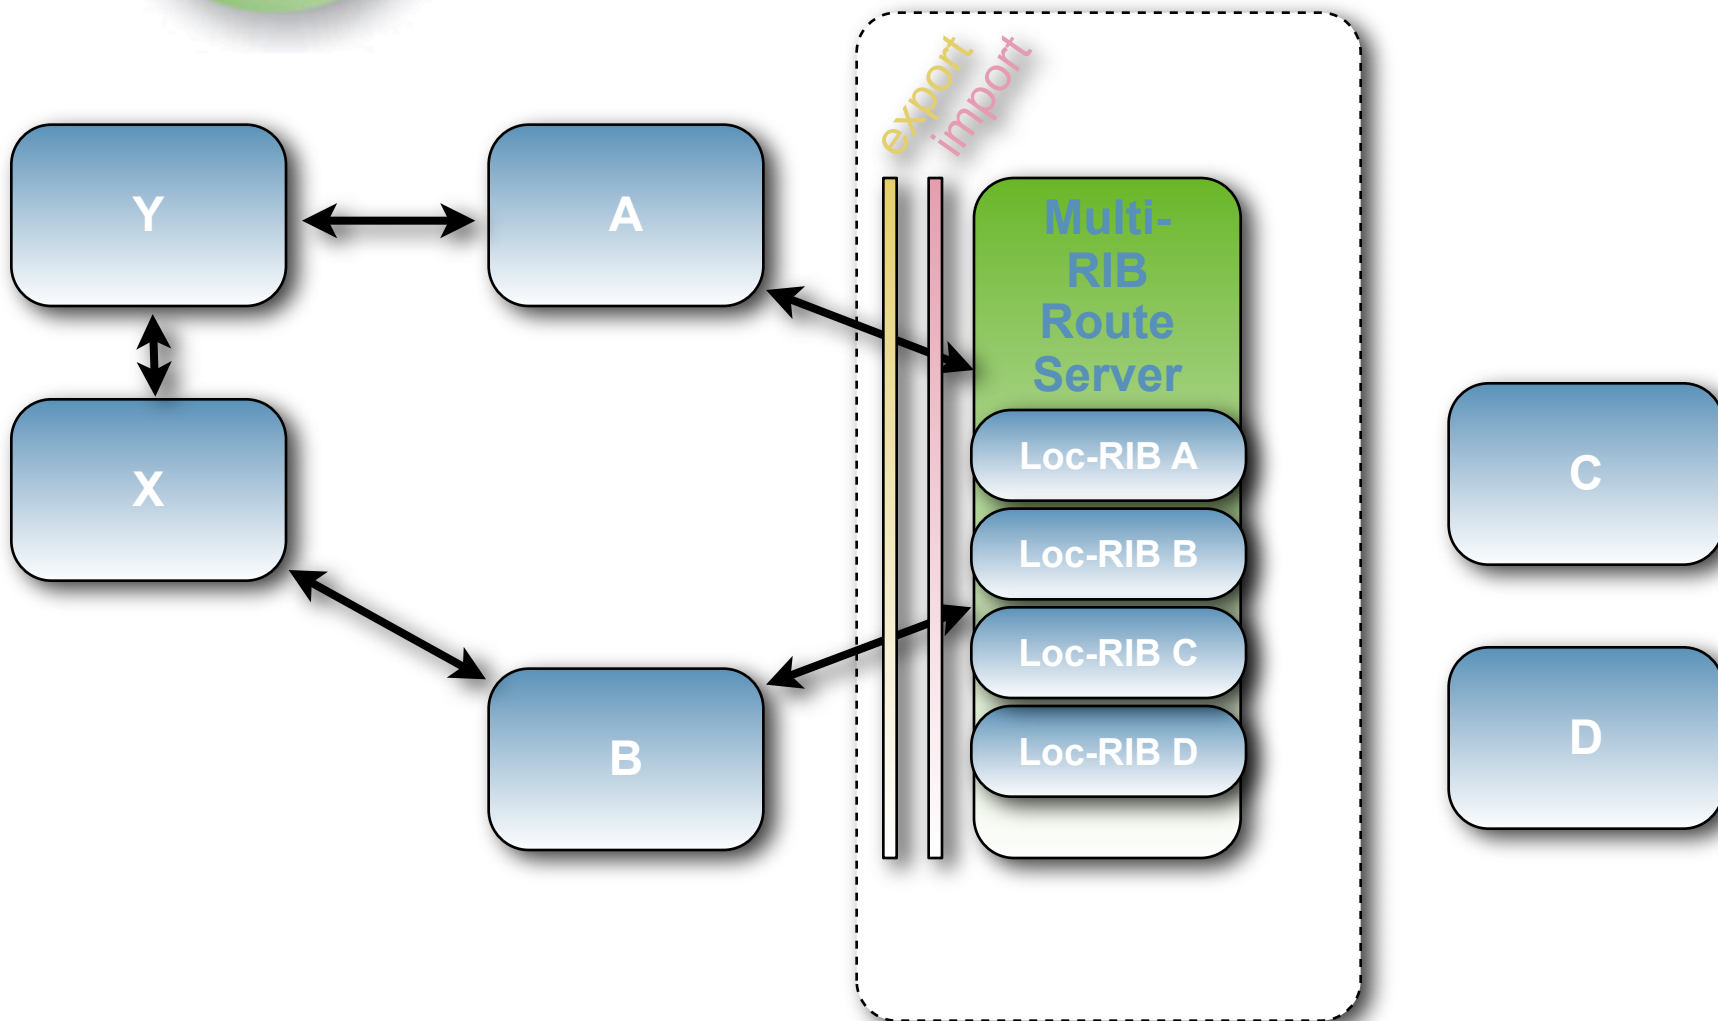 export
import
Y
A
Multi-
RIB
Route
Server
Loc-RIB A
C
X
Loc-RIB B
Loc-RIB C
B
Loc-RIB D
D